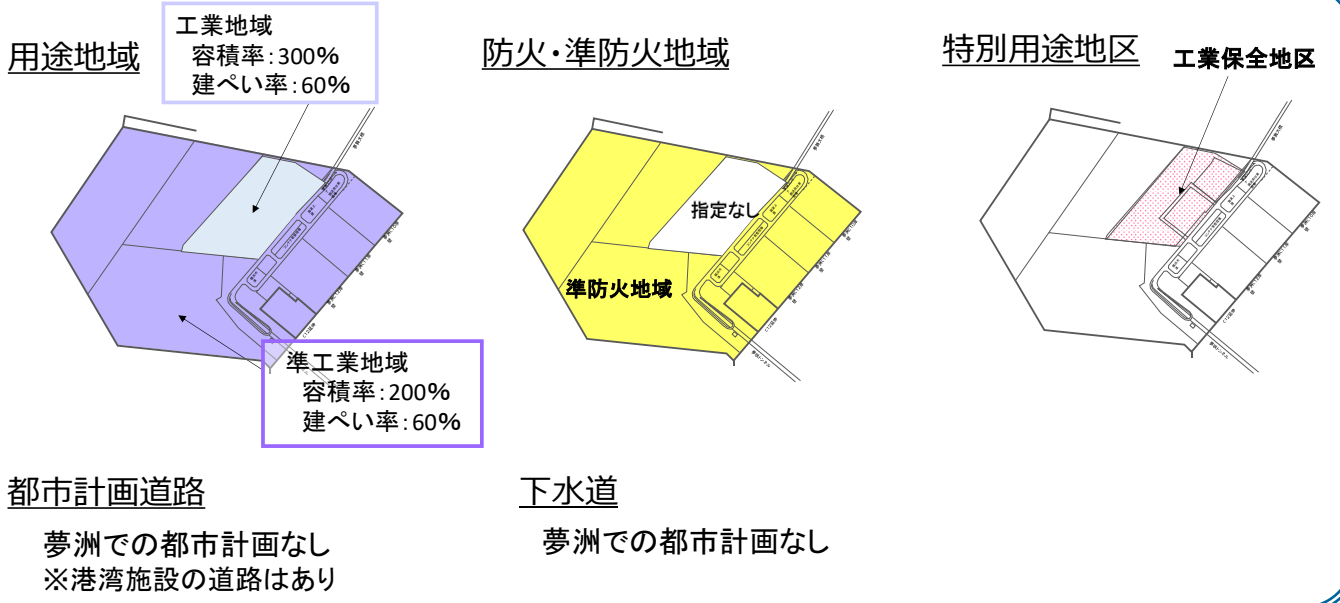 用途地域
工業地域
容積率:300%
建ぺい率:60%
準工業地域
容積率:200%
建ぺい率:60%
防火・準防火地域
指定なし
準防火地域
特別用途地区
工業保全地区
都市計画道路
夢洲での都市計画なし
※港湾施設の道路はあり
下水道
夢洲での都市計画なし